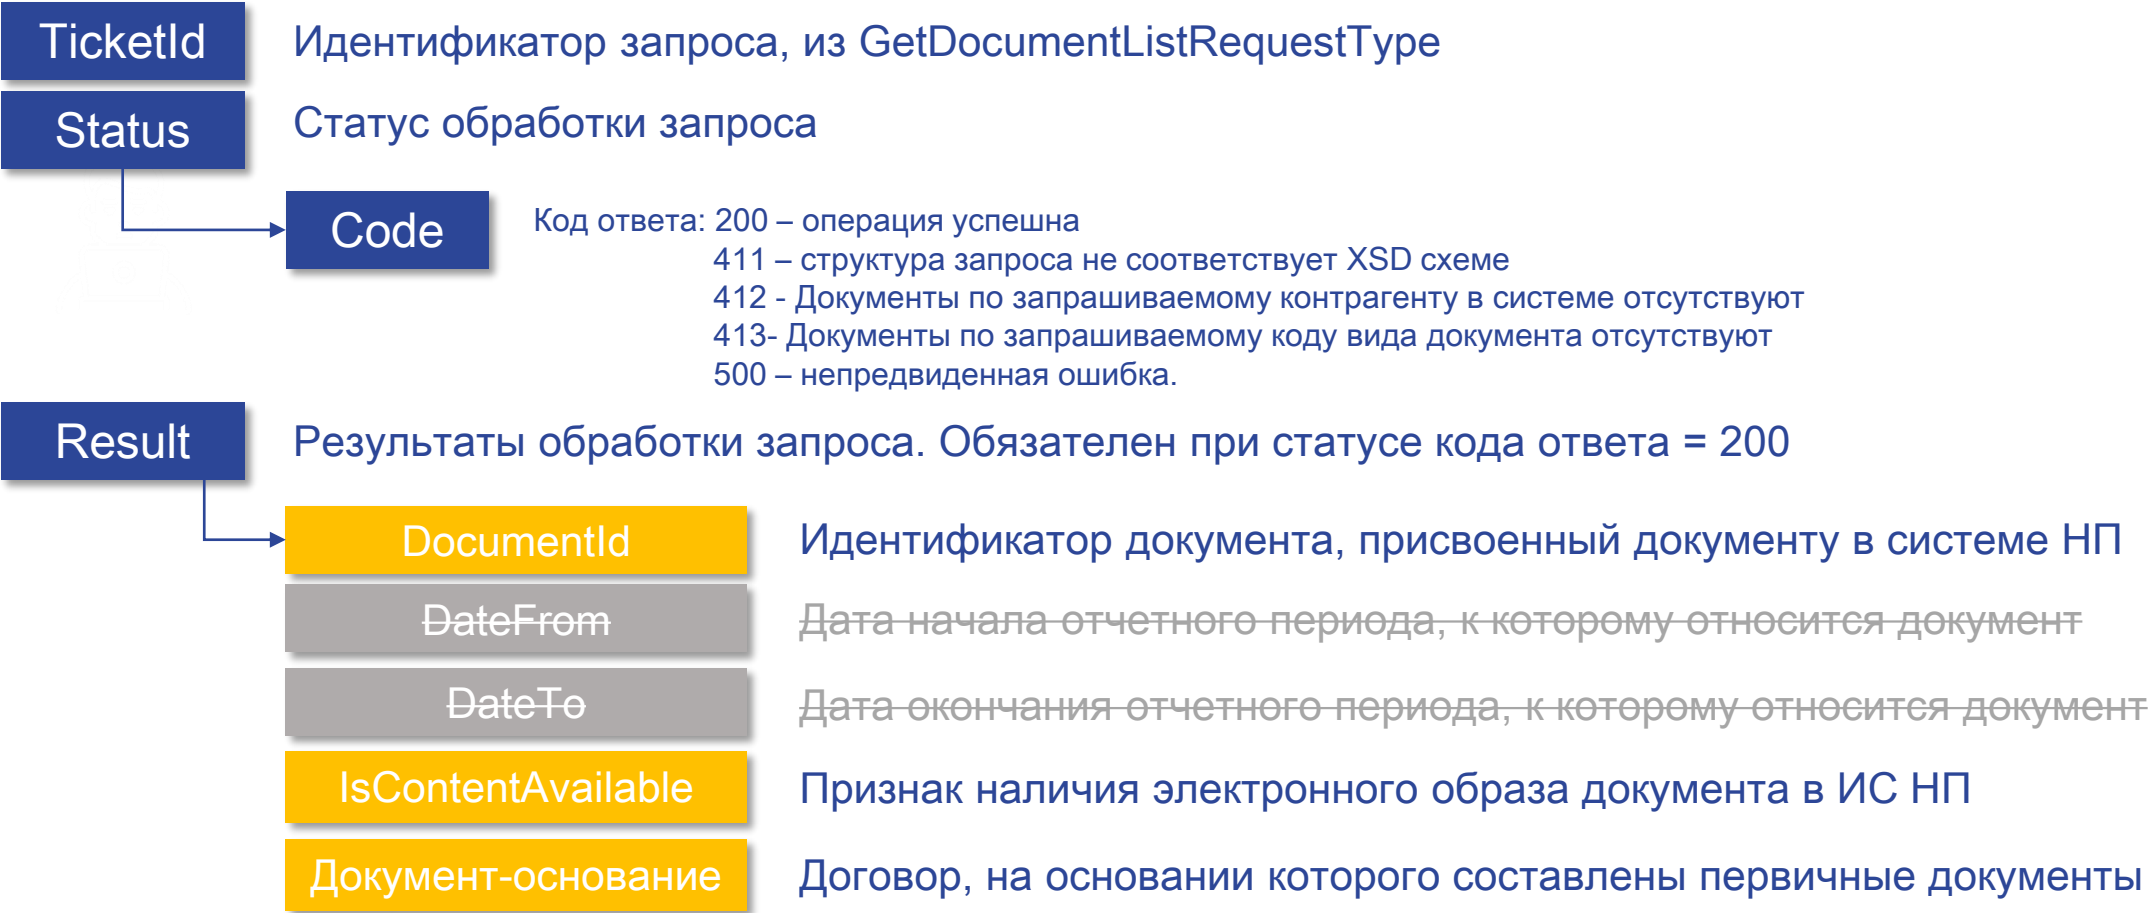 TicketId Идентификатор запроса, из GetDocumentListRequestType
Status Статус обработки запроса
Code Код ответа: 200 – операция успешна
411 – структура запроса не соответствует XSD схеме
412 - Документы по запрашиваемому контрагенту в системе отсутствуют
413- Документы по запрашиваемому коду вида документа отсутствуют
500 – непредвиденная ошибка.
Result Результаты обработки запроса. Обязателен при статусе кода ответа = 200
DocumentId Идентификатор документа, присвоенный документу в системе НП
DateFrom Дата начала отчетного периода, к которому относится документ
DateTo Дата окончания отчетного периода, к которому относится документ
IsContentAvailable Признак наличия электронного образа документа в ИС НП
Документ-основание Договор, на основании которого составлены первичные документы